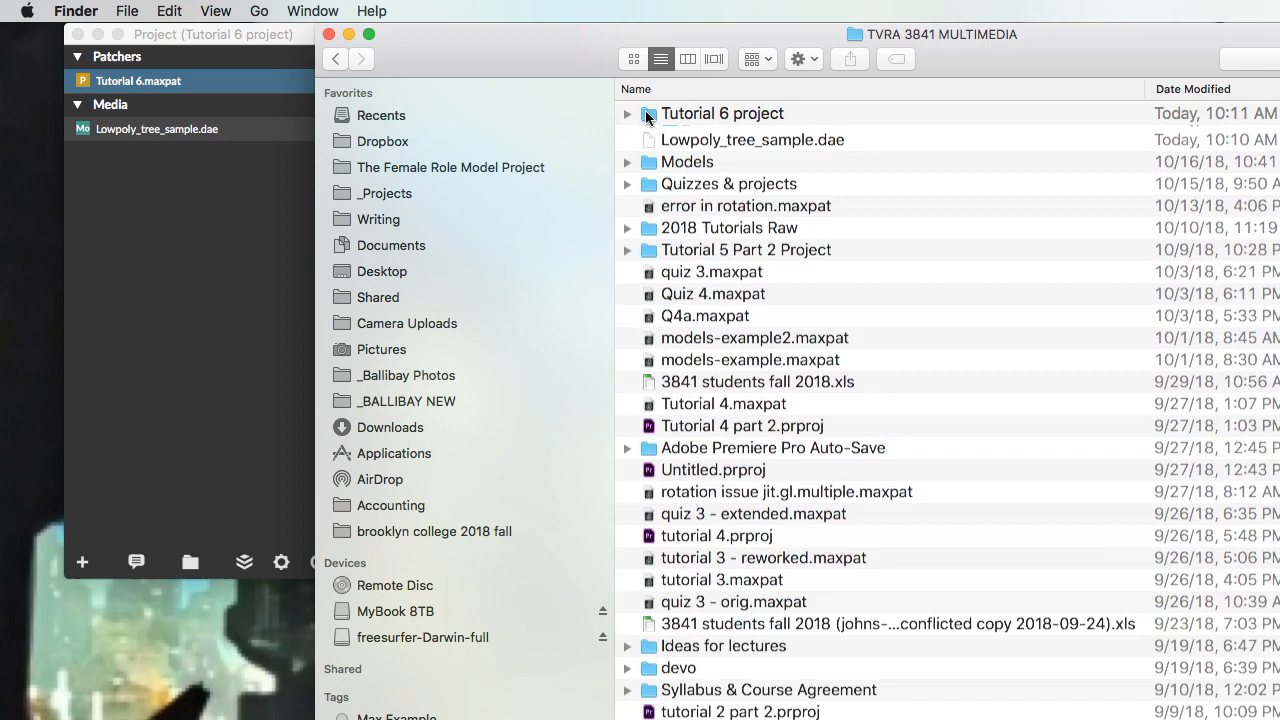 Finder File Edit View Go Window Help
Project (Tutorial 6 project)
Patchers
P Tutorial 6.maxpat
Media
Mo Lowpoly_tree_sample.dae
TVRA 3841 MULTIMEDIA
Favorites
Recents
Dropbox
The Female Role Model Project
_Projects
Writing
Documents
Desktop
Shared
Camera Uploads
Pictures
_Ballibay Photos
_BALLIBAY NEW
Downloads
Applications
AirDrop
Accounting
brooklyn college 2018 fall
Devices
Remote Disc
MyBook 8TB
freesurfer-Darwin-full
Shared
Tags
Max Example
Name Date Modified
Tutorial 6 project Today, 10:11 AM
Lowpoly_tree_sample.dae Today, 10:10 AM
Models 10/16/18, 10:41
Quizzes & projects 10/15/18, 9:50 A
error in rotation.maxpat 10/13/18, 4:06 P
2018 Tutorials Raw 10/10/18, 11:19
Tutorial 5 Part 2 Project 10/9/18, 10:28 P
quiz 3.maxpat 10/3/18, 6:21 PM
Quiz 4.maxpat 10/3/18, 6:11 PM
Q4a.maxpat 10/3/18, 5:33 PM
models-example2.maxpat 10/1/18, 8:45 AM
models-example.maxpat 10/1/18, 8:30 AM
3841 students fall 2018.xls 9/29/18, 10:56 A
Tutorial 4.maxpat 9/27/18, 1:07 PM
Tutorial 4 part 2.prproj 9/27/18, 1:03 PM
Adobe Premiere Pro Auto-Save 9/27/18, 12:45 P
Untitled.prproj 9/27/18, 12:43 P
rotation issue jit.gl.multiple.maxpat 9/27/18, 8:12 AM
quiz 3 - extended.maxpat 9/26/18, 6:35 PM
tutorial 4.prproj 9/26/18, 5:48 PM
tutorial 3 - reworked.maxpat 9/26/18, 5:06 PM
tutorial 3.maxpat 9/26/18, 4:05 PM
quiz 3 - orig.maxpat 9/26/18, 10:39 A
3841 students fall 2018 (johns-...conflicted copy 2018-09-24).xls 9/23/18, 7:03 PM
Ideas for lectures 9/19/18, 6:47 PM
devo 9/19/18, 6:39 PM
Syllabus & Course Agreement 9/10/18, 12:02 P
tutorial 2 part 2.prproj 9/9/18, 10:09 PM